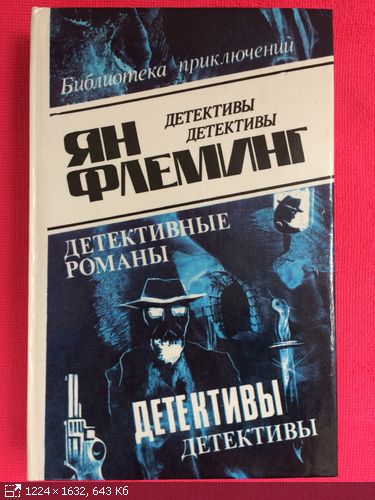 Библиотека приключений
ДЕТЕКТИВЫ
ДЕТЕКТИВЫ
ЯН
ФЛЕМИНГ
ДЕТЕКТИВНЫЕ
РОМАНЫ
ДЕТЕКТИВЫ
ДЕТЕКТИВЫ
1224 × 1632, 643 Кб